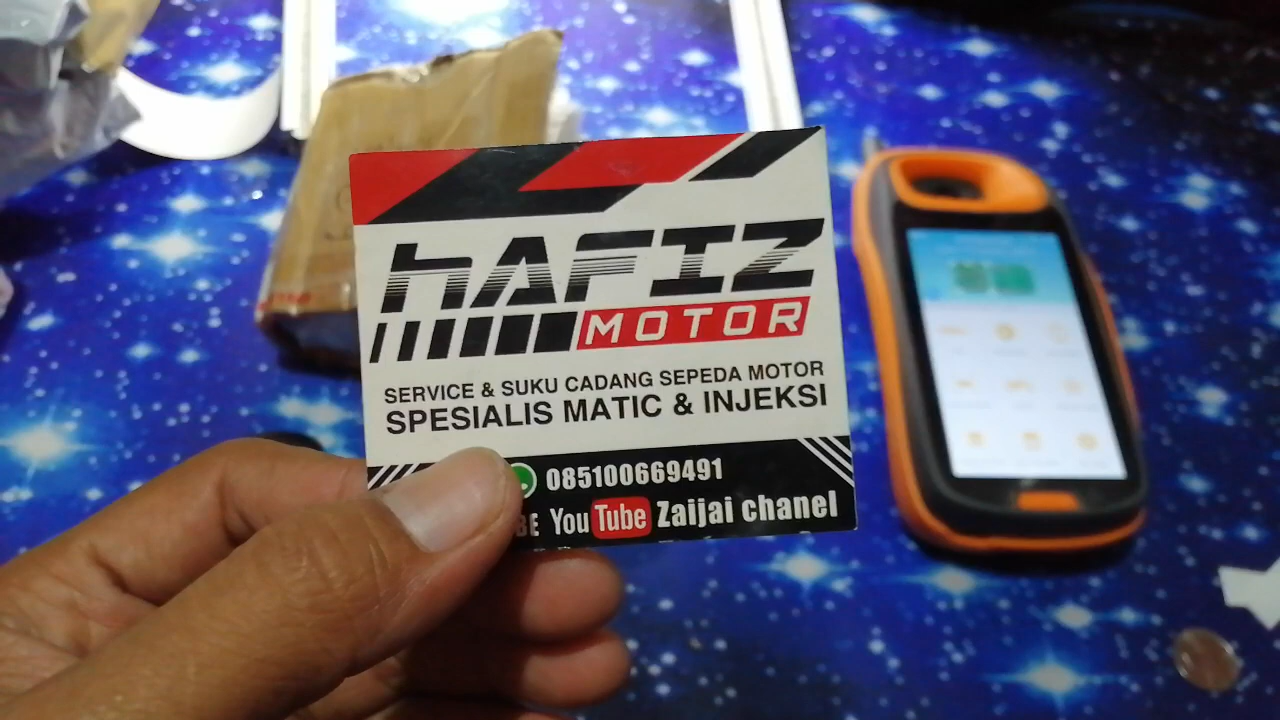 HAFIZ
MOTOR
SERVICE & SUKU CADANG SEPEDA MOTOR
SPESIALIS MATIC & INJEKSI
085100669491
BE YouTube Zaijai chanel